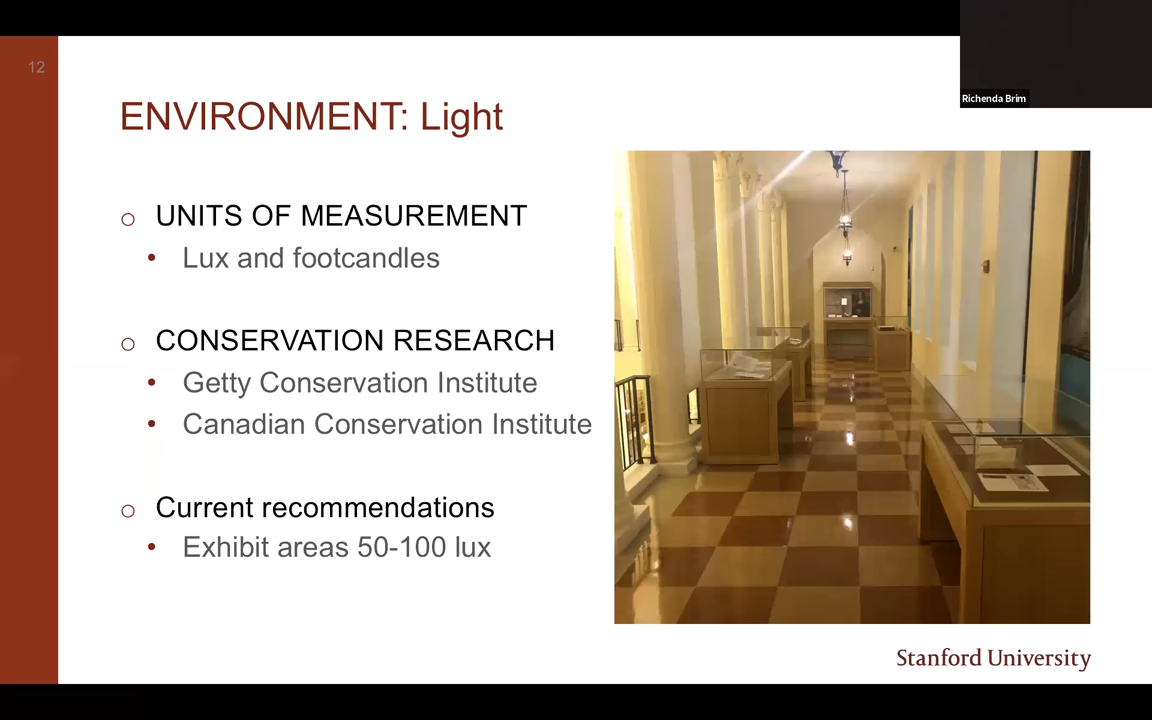 12
Richenda Brim
ENVIRONMENT: Light
o UNITS OF MEASUREMENT
• Lux and footcandles
o CONSERVATION RESEARCH
• Getty Conservation Institute
• Canadian Conservation Institute
o Current recommendations
• Exhibit areas 50-100 lux
Stanford University